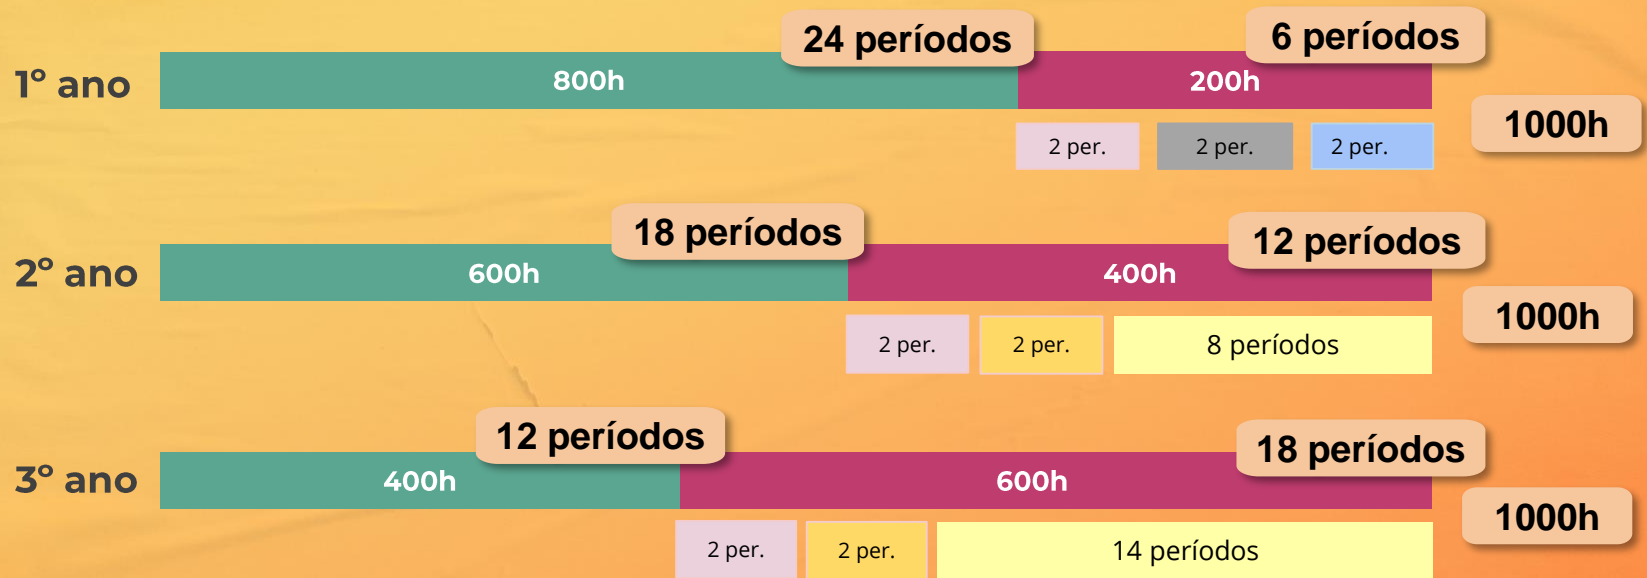 24 períodos
6 períodos
1º ano
800h
200h
1000h
2 per.
2 per.
2 per.
18 períodos
12 períodos
2º ano
600h
400h
1000h
2 per.
2 per.
8 períodos
12 períodos
18 períodos
3º ano
400h
600h
1000h
2 per.
2 per.
14 períodos